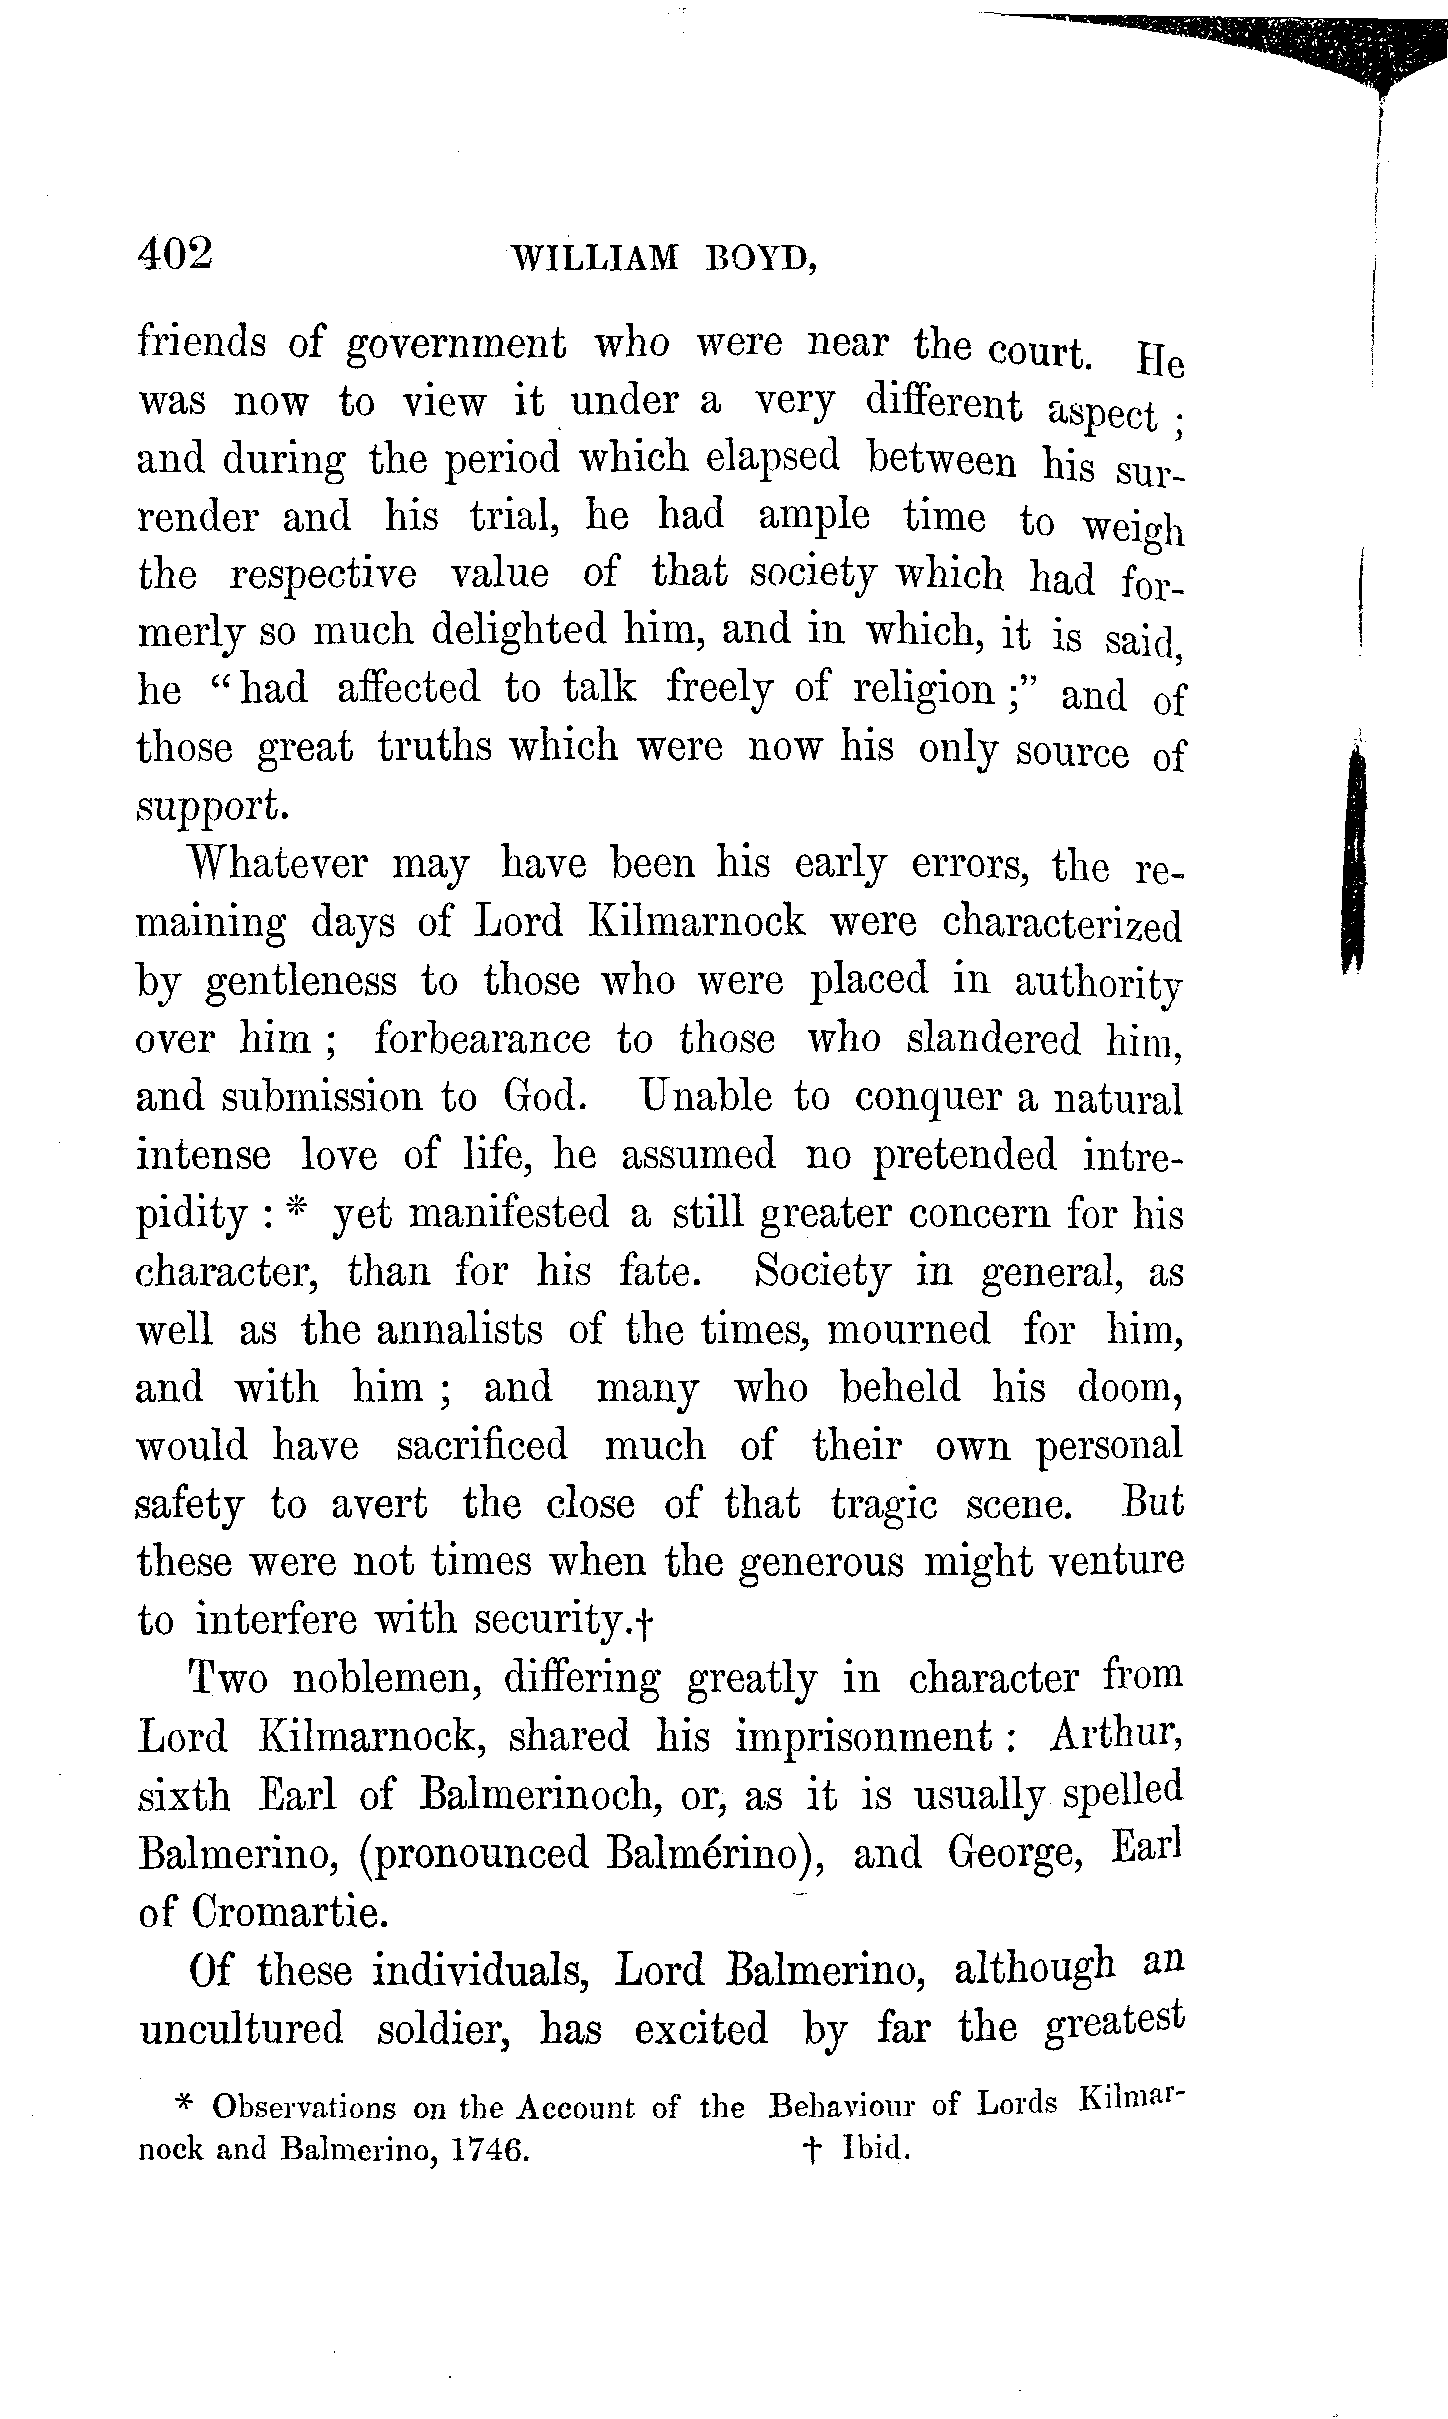 402 WILLIAM BOYD,
friends of government who were near the court. He
was now to view it under a very different aspect ;
and during the period which elapsed between his sur-
render and his trial, he had ample time to weigh
the respective value of that society which had for-
merly so much delighted him, and in which, it is said,
he “had affected to talk freely of religion ;” and of
those great truths which were now his only source of
support.
Whatever may have been his early errors, the re-
maining days of Lord Kilmarnock were characterized
by gentleness to those who were placed in authority
over him ; forbearance to those who slandered him,
and submission to God. Unable to conquer a natural
intense love of life, he assumed no pretended intre-
pidity : * yet manifested a still greater concern for his
character, than for his fate. Society in general, as
well as the annalists of the times, mourned for him,
and with him ; and many who beheld his doom,
would have sacrificed much of their own personal
safety to avert the close of that tragic scene. But
these were not times when the generous might venture
to interfere with security.†
Two noblemen, differing greatly in character from
Lord Kilmarnock, shared his imprisonment : Arthur,
sixth Earl of Balmerinoch, or, as it is usually spelled
Balmerino, (pronounced Balmérino), and George, Earl
of Cromartie.
Of these individuals, Lord Balmerino, although an
uncultured soldier, has excited by far the greatest
* Observations on the Account of the Behaviour of Lords Kilmar-
nock and Balmerino, 1746. † Ibid.